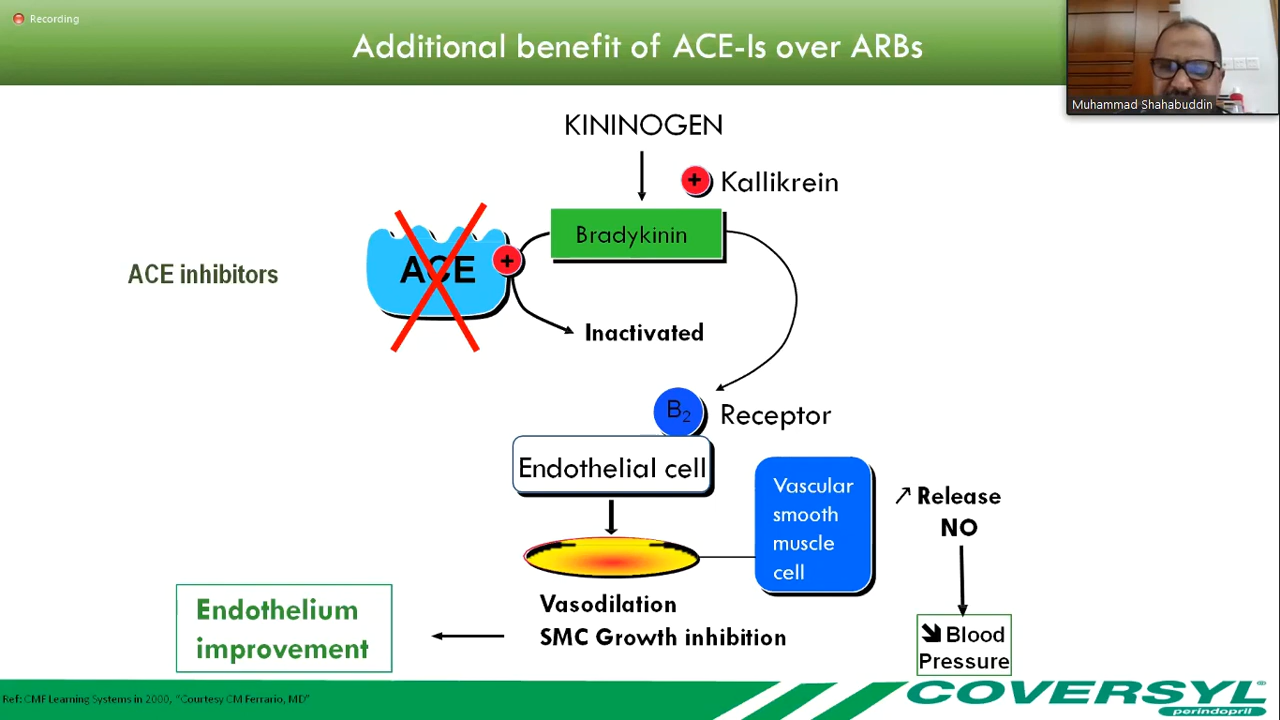 Recording
Additional benefit of ACE-Is over ARBs
Muhammad Shahabuddin
KININOGEN
+ Kallikrein
Bradykinin
ACE inhibitors
ACE +
Inactivated
B2 Receptor
Endothelial cell
Vascular
smooth
muscle
cell
↗ Release
NO
Vasodilation
SMC Growth inhibition
Endothelium
improvement
↘ Blood
Pressure
Ref: CMF Learning Systems in 2000, "Courtesy CM Ferrario, MD"
COVERSYL®
perindopril